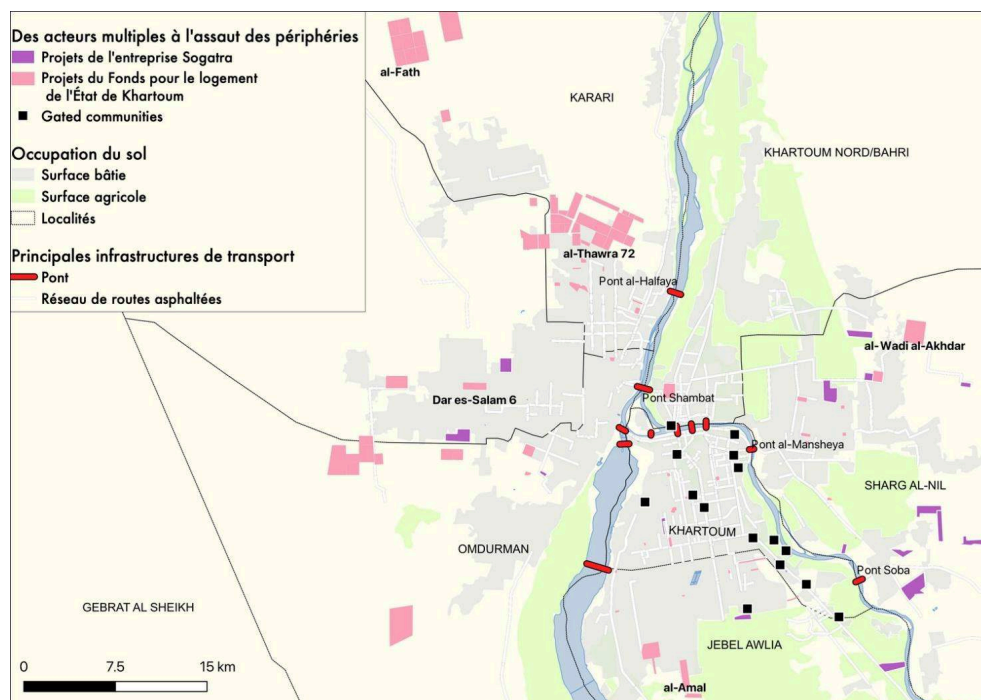 Des acteurs multiples à l'assaut des périphéries
Projets de l'entreprise Sogatra
Projets du Fonds pour le logement
de l'État de Khartoum
Gated communities
Occupation du sol
Surface bâtie
Surface agricole
Localités
Principales infrastructures de transport
Pont
Réseau de routes asphaltées
al-Fath
KARARI
KHARTOUM NORD/BAHRI
al-Thawra 72
Pont al-Halfaya
al-Wadi al-Akhdar
Dar es-Salam 6
Pont Shambat
Pont al-Mansheya
SHARG AL-NIL
KHARTOUM
OMDURMAN
Pont Soba
GEBRAT AL SHEIKH
JEBEL AWLIA
al-Amal
0 7.5 15 km